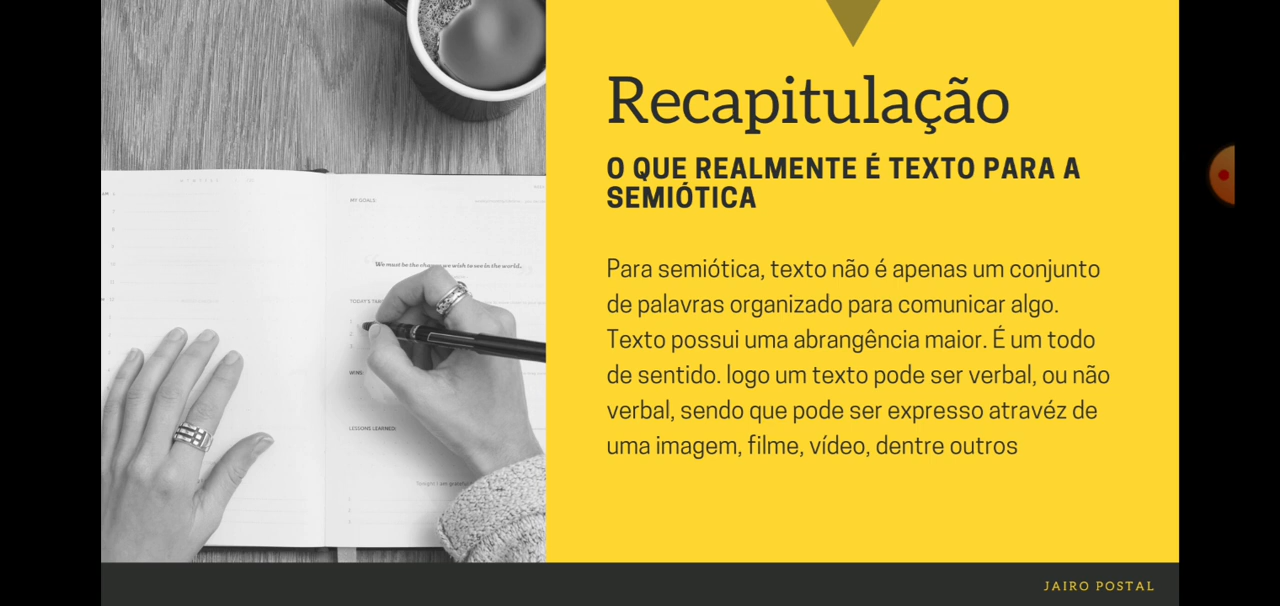 Recapitulação
O QUE REALMENTE É TEXTO PARA A
SEMIÓTICA
Para semiótica, texto não é apenas um conjunto
de palavras organizado para comunicar algo.
Texto possui uma abrangência maior. É um todo
de sentido. logo um texto pode ser verbal, ou não
verbal, sendo que pode ser expresso atravéz de
uma imagem, filme, vídeo, dentre outros
MY GOALS:
We must be the change we wish to see in the world..
LESSONS LEARNED:
JAIRO POSTAL